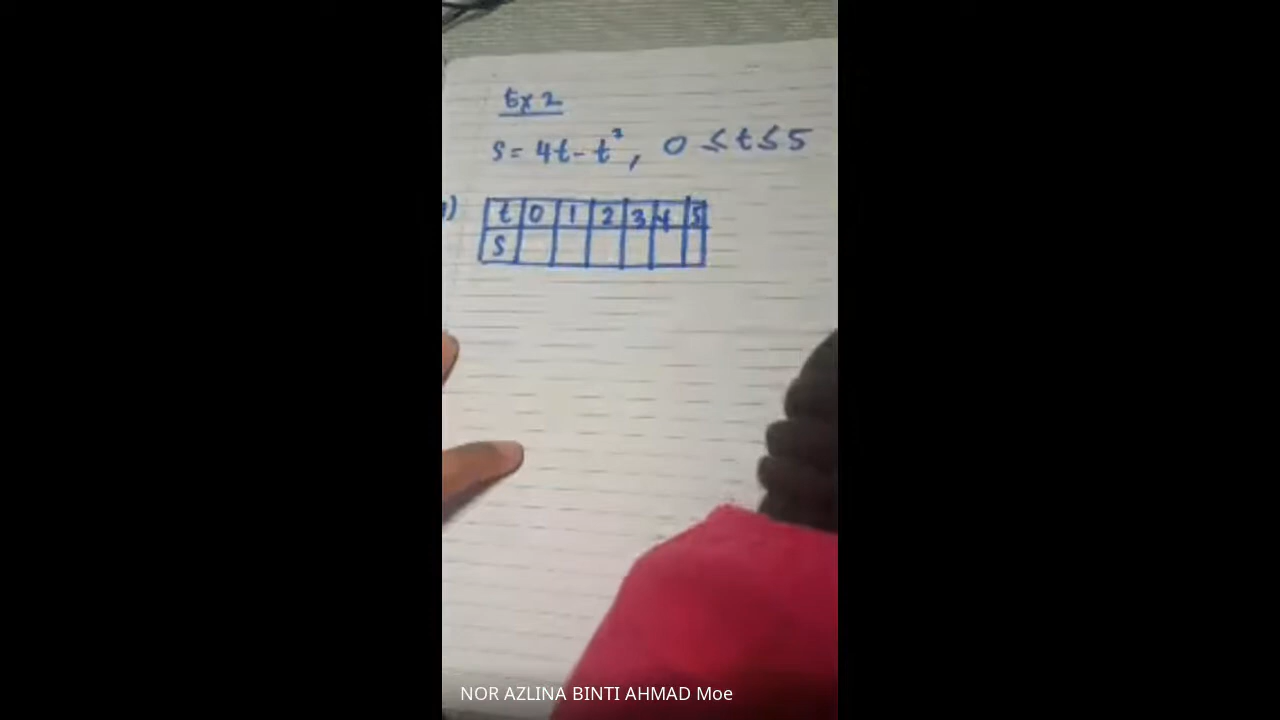 Ex 2
s = 4t - t², 0 ≤ t ≤ 5
t 0 1 2 3 4 5
s
NOR AZLINA BINTI AHMAD Moe